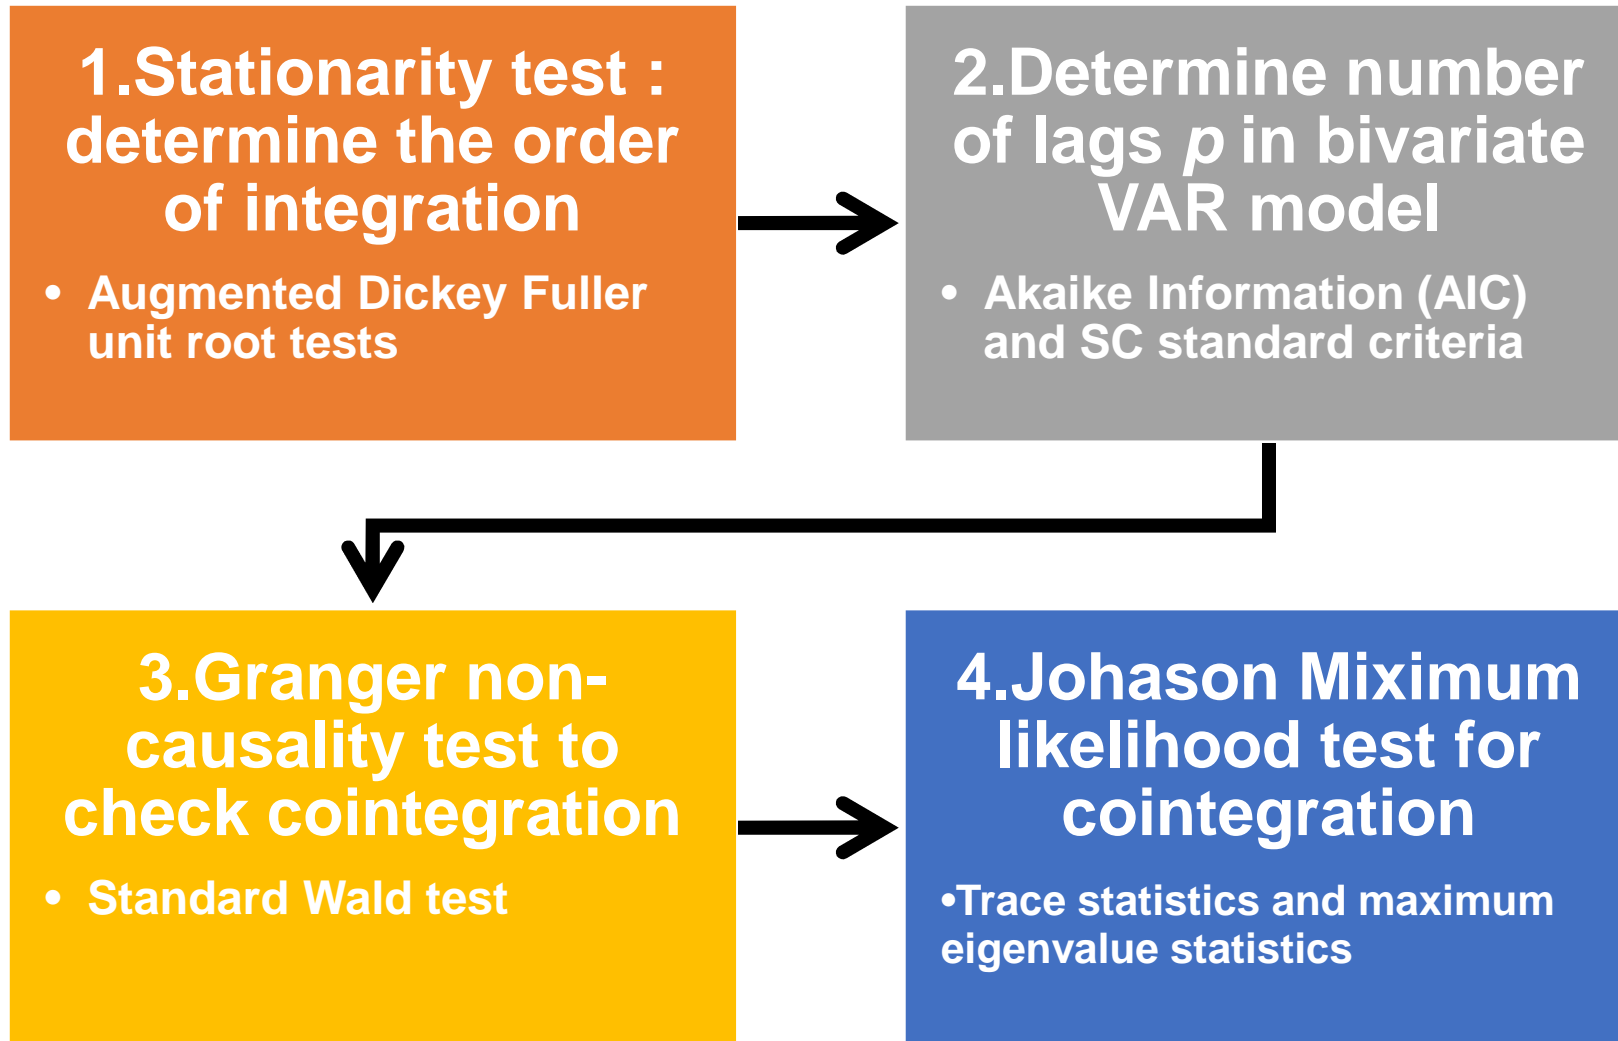 1.Stationarity test :
determine the order
of integration
• Augmented Dickey Fuller
unit root tests
2.Determine number
of lags p in bivariate
VAR model
• Akaike Information (AIC)
and SC standard criteria
3.Granger non-
causality test to
check cointegration
• Standard Wald test
4.Johason Miximum
likelihood test for
cointegration
•Trace statistics and maximum
eigenvalue statistics